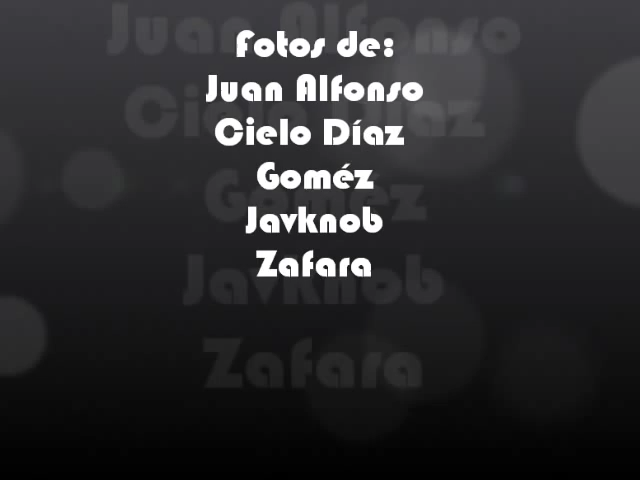 Fotos de:
Juan Alfonso
Cielo Díaz
Goméz
Javknob
Zafara